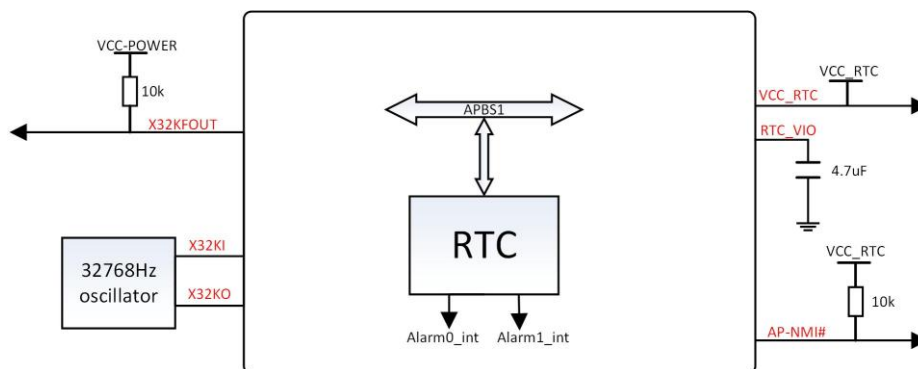 VCC-POWER
10k
X32KFOUT
X32KI
X32KO
32768Hz
oscillator
APBS1
RTC
Alarm0_int
Alarm1_int
VCC_RTC
VCC_RTC
RTC_VIO
4.7uF
VCC_RTC
10k
AP-NMI#